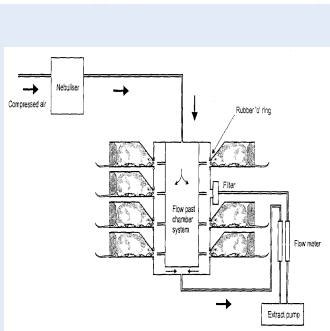 Nebuliser
Compressed air
Rubber 'o' ring
Filter
Flow past
chamber
system
Flow meter
Extract pump